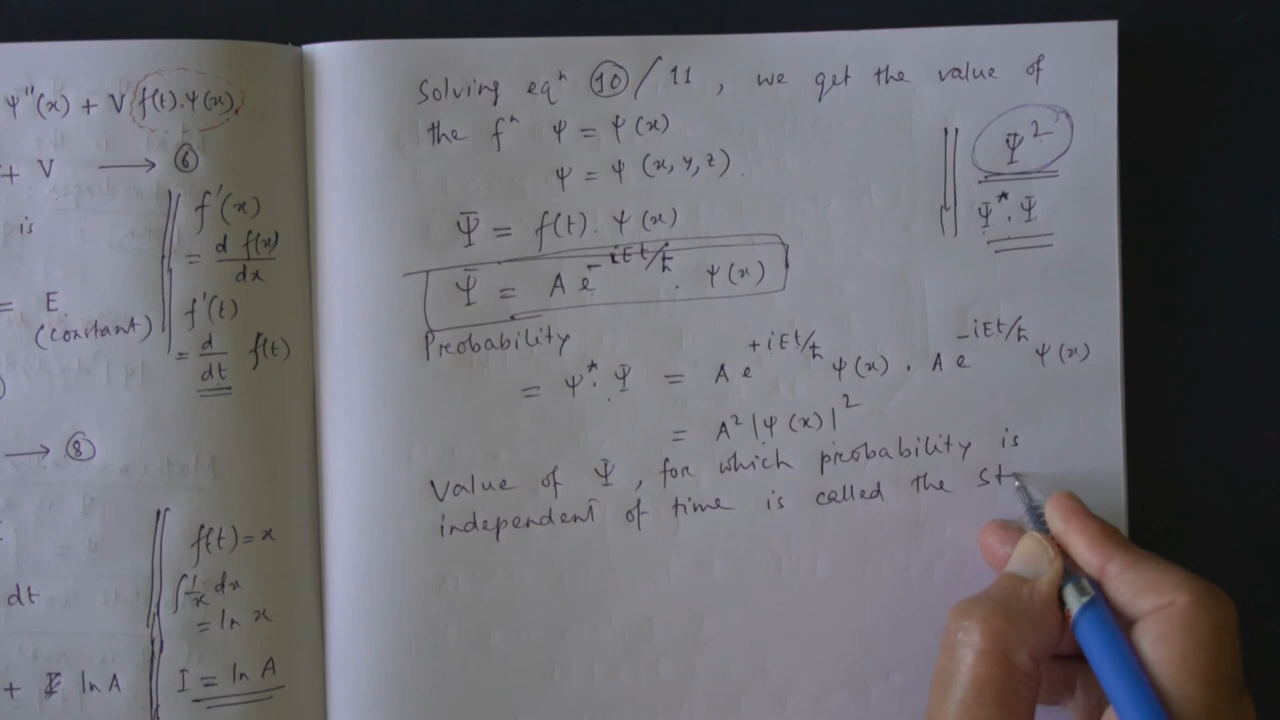 ψ''(x) + V f(t).ψ(x).
+ V ⟶ ⑥
is
= E
(constant)
f'(x)
= d f(x)/dx
f'(t)
= d/dt f(t)
⟶ ⑧
dt
+ ln A
f(t) = x
∫ 1/x dx
= ln x
I = ln A
Solving eqⁿ ⑩/11, we get the value of
the fⁿ ψ = ψ(x)
ψ = ψ (x, y, z).
Ψ = f(t). ψ(x)
Ψ = A e^(-iEt/ħ) . ψ(x)
Ψ²
Ψ*. Ψ
Probability
= Ψ*. Ψ = A e^(+iEt/ħ) ψ(x) . A e^(-iEt/ħ) ψ(x)
= A² |ψ(x)|²
Value of Ψ, for which probability is
independent of time is called the st